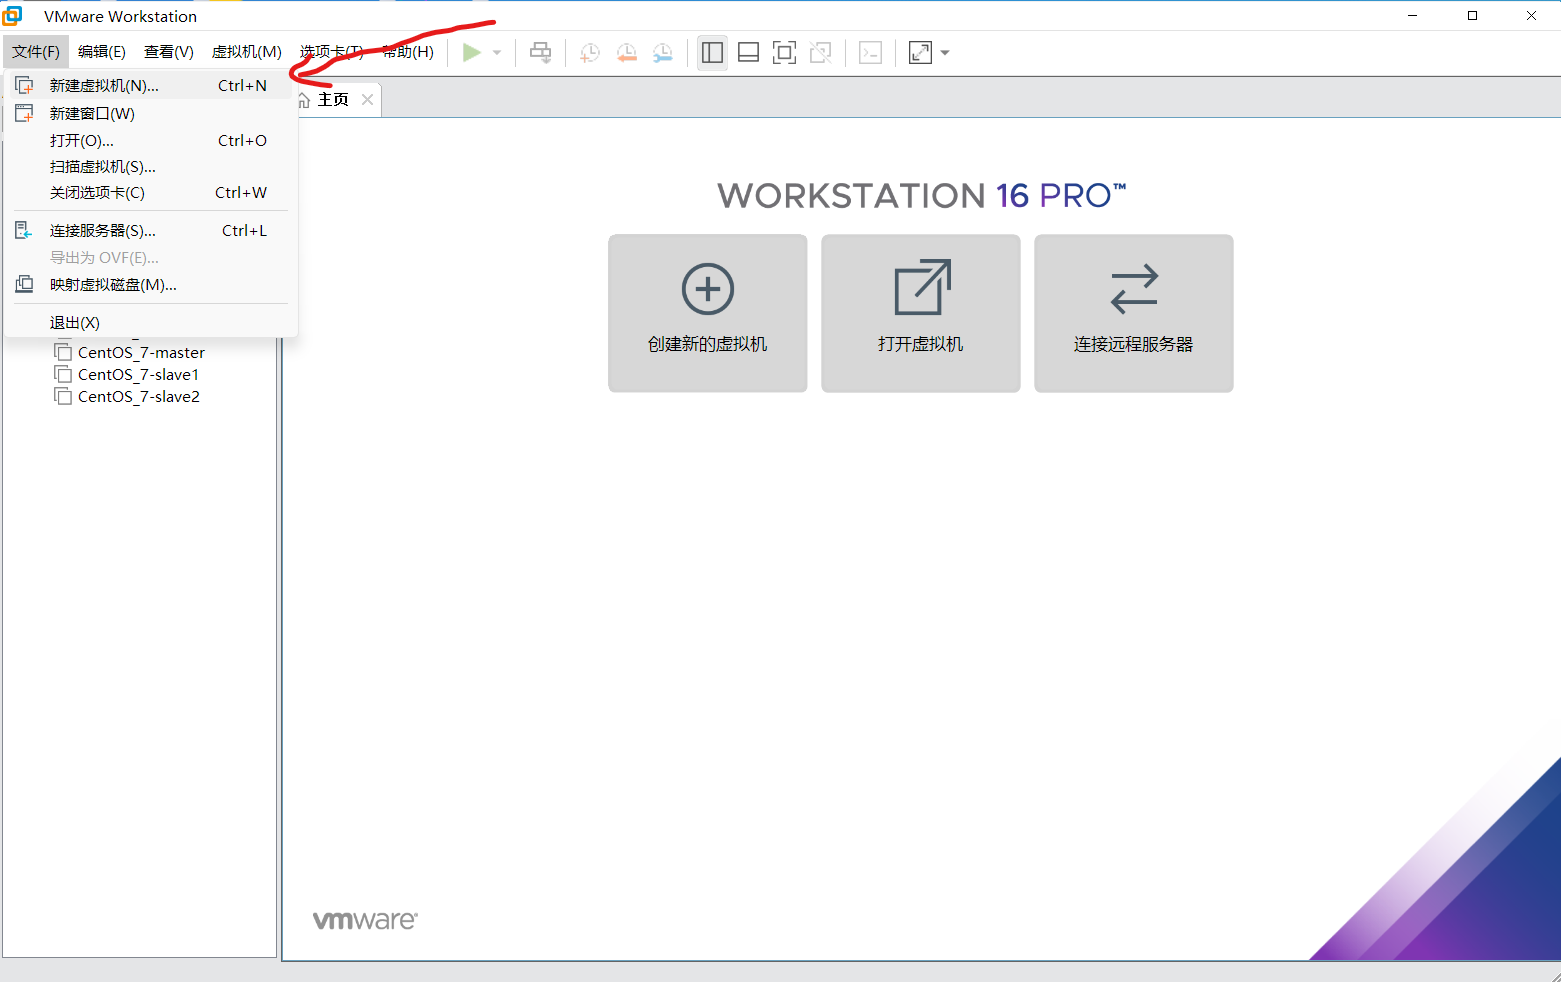 VMware Workstation
文件(F) 编辑(E) 查看(V) 虚拟机(M) 选项卡(T) 帮助(H)
新建虚拟机(N)... Ctrl+N
新建窗口(W)
打开(O)... Ctrl+O
扫描虚拟机(S)...
关闭选项卡(C) Ctrl+W
连接服务器(S)... Ctrl+L
导出为 OVF(E)...
映射虚拟磁盘(M)...
退出(X)
CentOS_7-master
CentOS_7-slave1
CentOS_7-slave2
主页
WORKSTATION 16 PRO™
创建新的虚拟机
打开虚拟机
连接远程服务器
vmware®